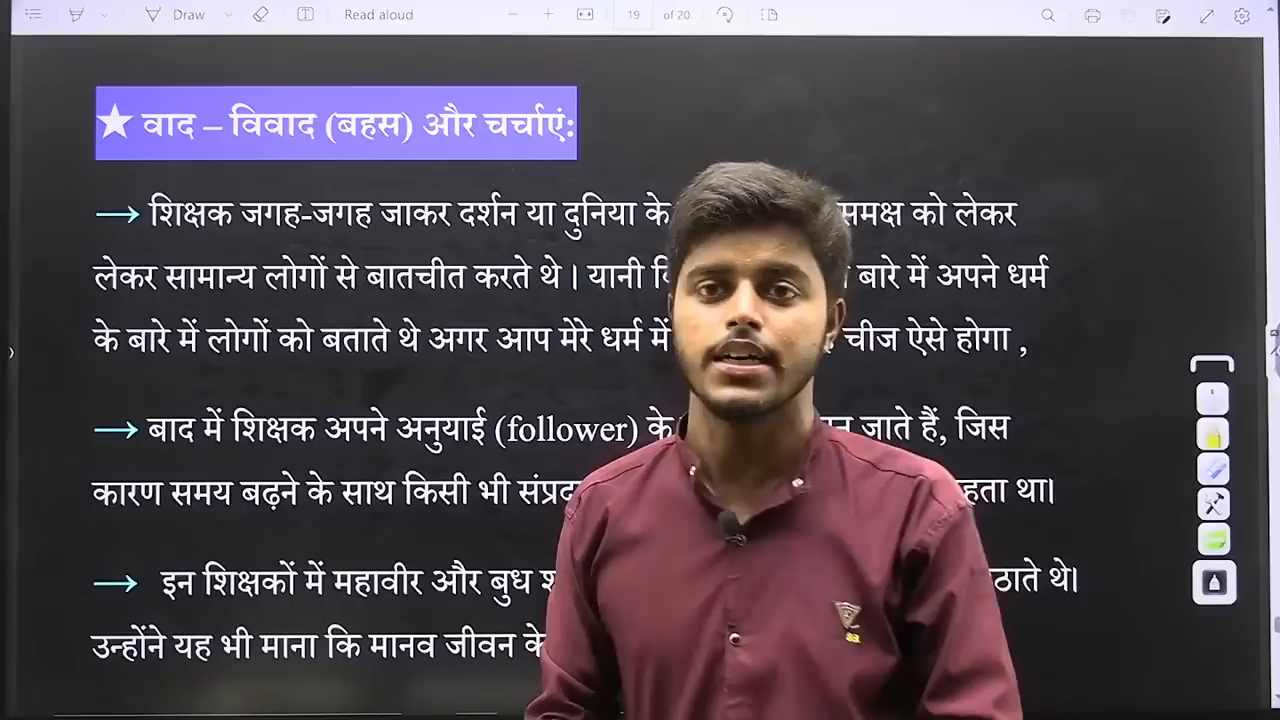 Draw
Read aloud
19 of 20
★ वाद – विवाद (बहस) और चर्चाएं:
→ शिक्षक जगह-जगह जाकर दर्शन या दुनिया के समक्ष को लेकर
लेकर सामान्य लोगों से बातचीत करते थे । यानी बारे में अपने धर्म
के बारे में लोगों को बताते थे अगर आप मेरे धर्म में चीज ऐसे होगा ,
→ बाद में शिक्षक अपने अनुयाई (follower) के जाते हैं, जिस
कारण समय बढ़ने के साथ किसी भी था।
→ इन शिक्षकों में महावीर और बुध थे।
उन्होंने यह भी माना कि मानव जीवन के